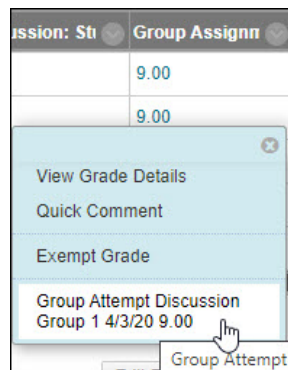 ussion: St
Group Assignm
9.00
9.00
View Grade Details
Quick Comment
Exempt Grade
Group Attempt Discussion
Group 1 4/3/20 9.00
Group Attempt